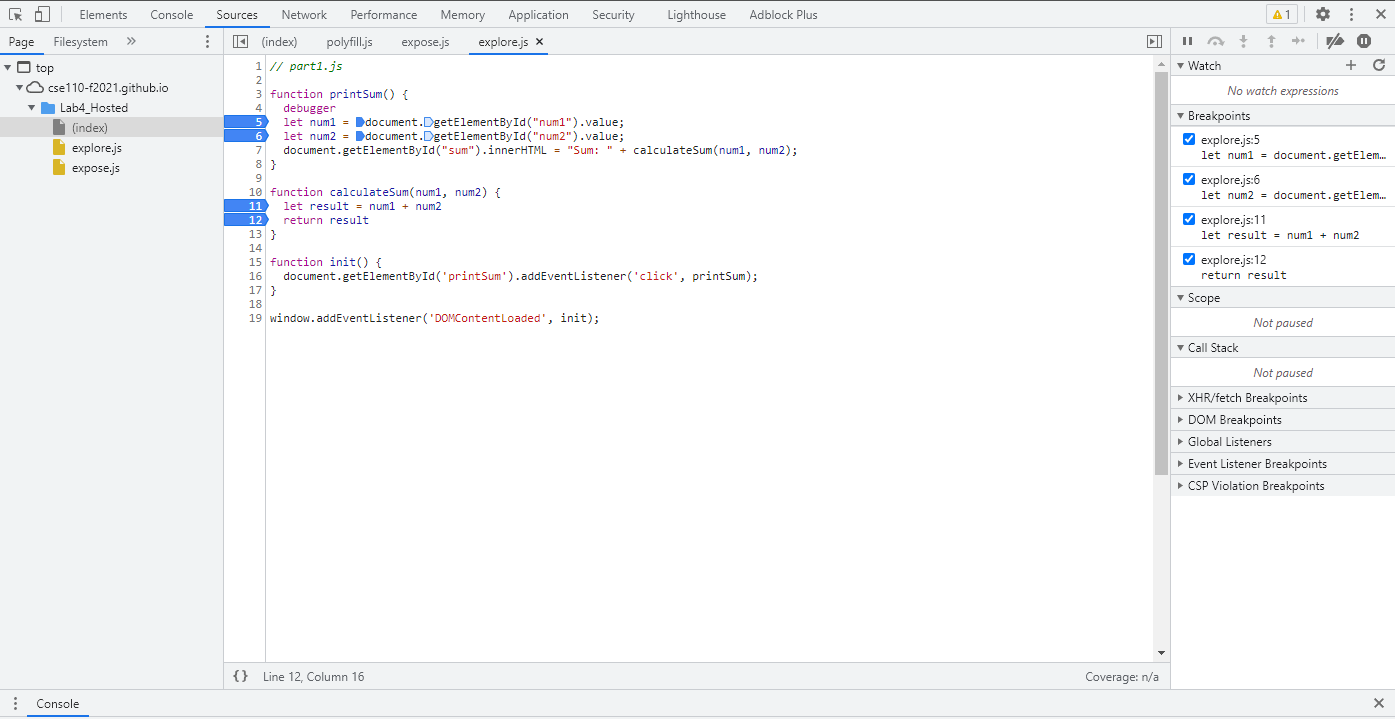 Elements Console Sources Network Performance Memory Application Security Lighthouse Adblock Plus 1
Page Filesystem
top
cse110-f2021.github.io
Lab4_Hosted
(index)
explore.js
expose.js
(index) polyfill.js expose.js explore.js
1 // part1.js
2
3 function printSum() {
4 debugger
5 let num1 = document.getElementById("num1").value;
6 let num2 = document.getElementById("num2").value;
7 document.getElementById("sum").innerHTML = "Sum: " + calculateSum(num1, num2);
8 }
9
10 function calculateSum(num1, num2) {
11 let result = num1 + num2
12 return result
13 }
14
15 function init() {
16 document.getElementById('printSum').addEventListener('click', printSum);
17 }
18
19 window.addEventListener('DOMContentLoaded', init);
{} Line 12, Column 16 Coverage: n/a
Watch
No watch expressions
Breakpoints
explore.js:5
let num1 = document.getElem…
explore.js:6
let num2 = document.getElem…
explore.js:11
let result = num1 + num2
explore.js:12
return result
Scope
Not paused
Call Stack
Not paused
XHR/fetch Breakpoints
DOM Breakpoints
Global Listeners
Event Listener Breakpoints
CSP Violation Breakpoints
Console